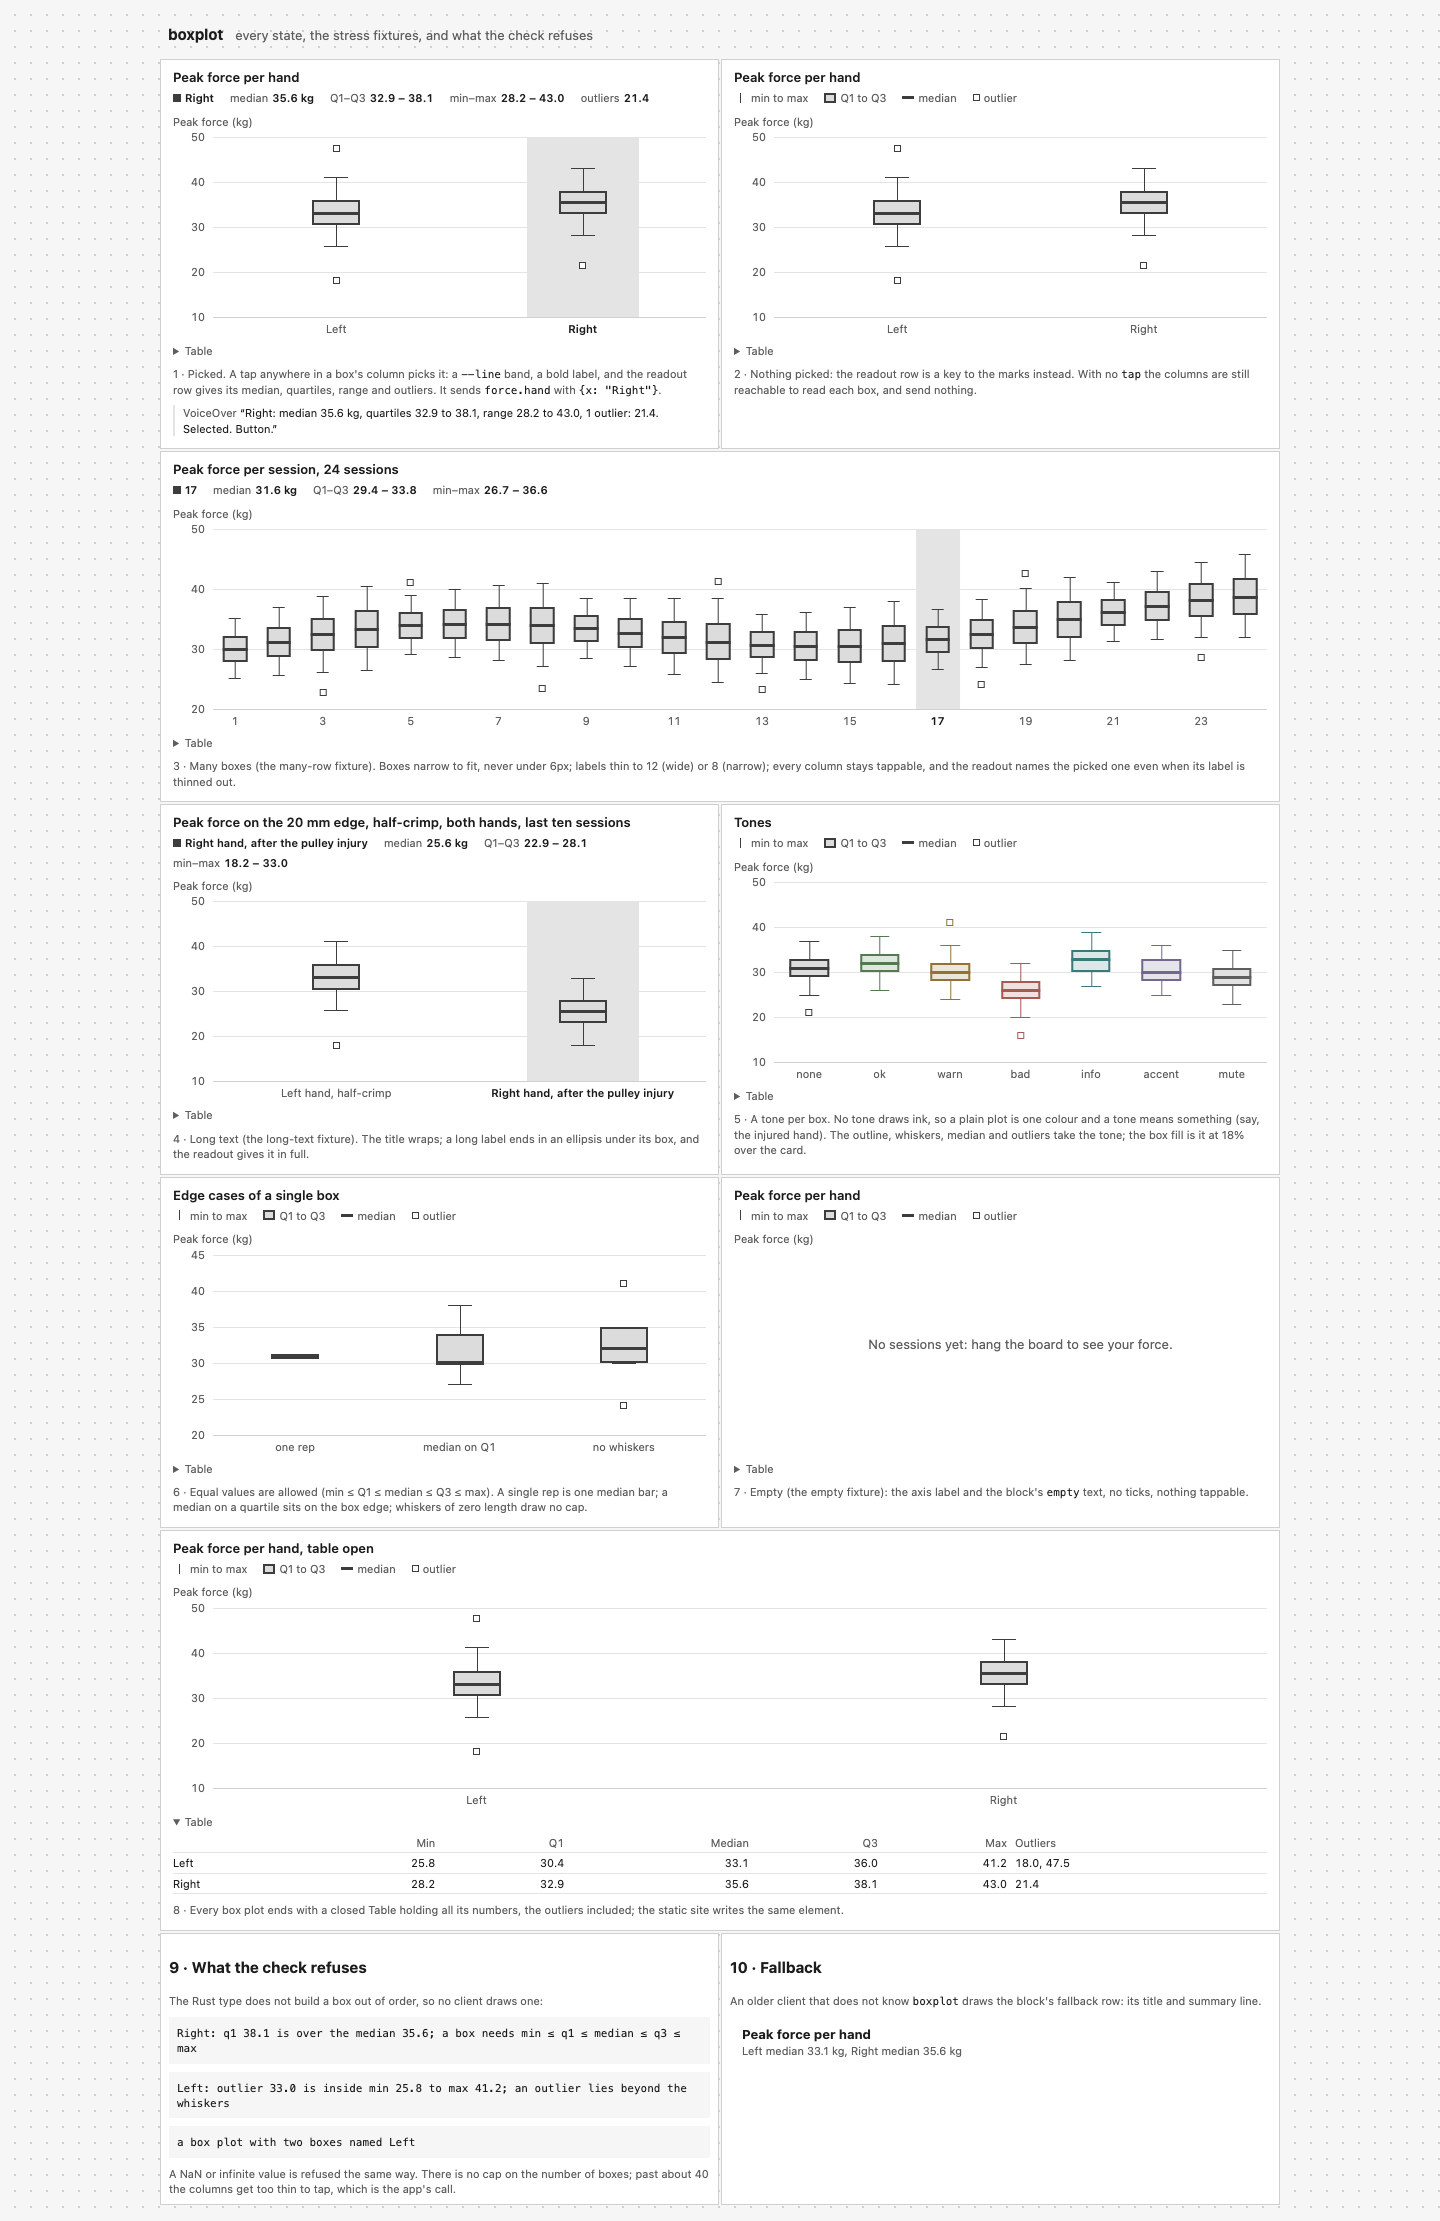 boxplot every state, the stress fixtures, and what the check refuses
Peak force per hand
Right median 35.6 kg Q1–Q3 32.9 – 38.1 min–max 28.2 – 43.0 outliers 21.4
Peak force (kg)
50
40
30
20
10
Left Right
▶ Table
1 · Picked. A tap anywhere in a box's column picks it: a --line band, a bold label, and the readout
row gives its median, quartiles, range and outliers. It sends force.hand with {x: "Right"}.
VoiceOver “Right: median 35.6 kg, quartiles 32.9 to 38.1, range 28.2 to 43.0, 1 outlier: 21.4.
Selected. Button.”
Peak force per hand
min to max Q1 to Q3 median outlier
Peak force (kg)
50
40
30
20
10
Left Right
▶ Table
2 · Nothing picked: the readout row is a key to the marks instead. With no tap the columns are still
reachable to read each box, and send nothing.
Peak force per session, 24 sessions
17 median 31.6 kg Q1–Q3 29.4 – 33.8 min–max 26.7 – 36.6
Peak force (kg)
50
40
30
20
1 3 5 7 9 11 13 15 17 19 21 23
▶ Table
3 · Many boxes (the many-row fixture). Boxes narrow to fit, never under 6px; labels thin to 12 (wide) or 8 (narrow); every column stays tappable, and the readout names the picked one even when its label is
thinned out.
Peak force on the 20 mm edge, half-crimp, both hands, last ten sessions
Right hand, after the pulley injury median 25.6 kg Q1–Q3 22.9 – 28.1
min–max 18.2 – 33.0
Peak force (kg)
50
40
30
20
10
Left hand, half-crimp Right hand, after the pulley injury
▶ Table
4 · Long text (the long-text fixture). The title wraps; a long label ends in an ellipsis under its box, and
the readout gives it in full.
Tones
min to max Q1 to Q3 median outlier
Peak force (kg)
50
40
30
20
10
none ok warn bad info accent mute
▶ Table
5 · A tone per box. No tone draws ink, so a plain plot is one colour and a tone means something (say,
the injured hand). The outline, whiskers, median and outliers take the tone; the box fill is it at 18%
over the card.
Edge cases of a single box
min to max Q1 to Q3 median outlier
Peak force (kg)
45
40
35
30
25
20
one rep median on Q1 no whiskers
▶ Table
6 · Equal values are allowed (min ≤ Q1 ≤ median ≤ Q3 ≤ max). A single rep is one median bar; a
median on a quartile sits on the box edge; whiskers of zero length draw no cap.
Peak force per hand
min to max Q1 to Q3 median outlier
Peak force (kg)
No sessions yet: hang the board to see your force.
▶ Table
7 · Empty (the empty fixture): the axis label and the block's empty text, no ticks, nothing tappable.
Peak force per hand, table open
min to max Q1 to Q3 median outlier
Peak force (kg)
50
40
30
20
10
Left Right
▼ Table
Min Q1 Median Q3 Max Outliers
Left 25.8 30.4 33.1 36.0 41.2 18.0, 47.5
Right 28.2 32.9 35.6 38.1 43.0 21.4
8 · Every box plot ends with a closed Table holding all its numbers, the outliers included; the static site writes the same element.
9 · What the check refuses
The Rust type does not build a box out of order, so no client draws one:
Right: q1 38.1 is over the median 35.6; a box needs min ≤ q1 ≤ median ≤ q3 ≤
max
Left: outlier 33.0 is inside min 25.8 to max 41.2; an outlier lies beyond the
whiskers
a box plot with two boxes named Left
A NaN or infinite value is refused the same way. There is no cap on the number of boxes; past about 40
the columns get too thin to tap, which is the app's call.
10 · Fallback
An older client that does not know boxplot draws the block's fallback row: its title and summary line.
Peak force per hand
Left median 33.1 kg, Right median 35.6 kg